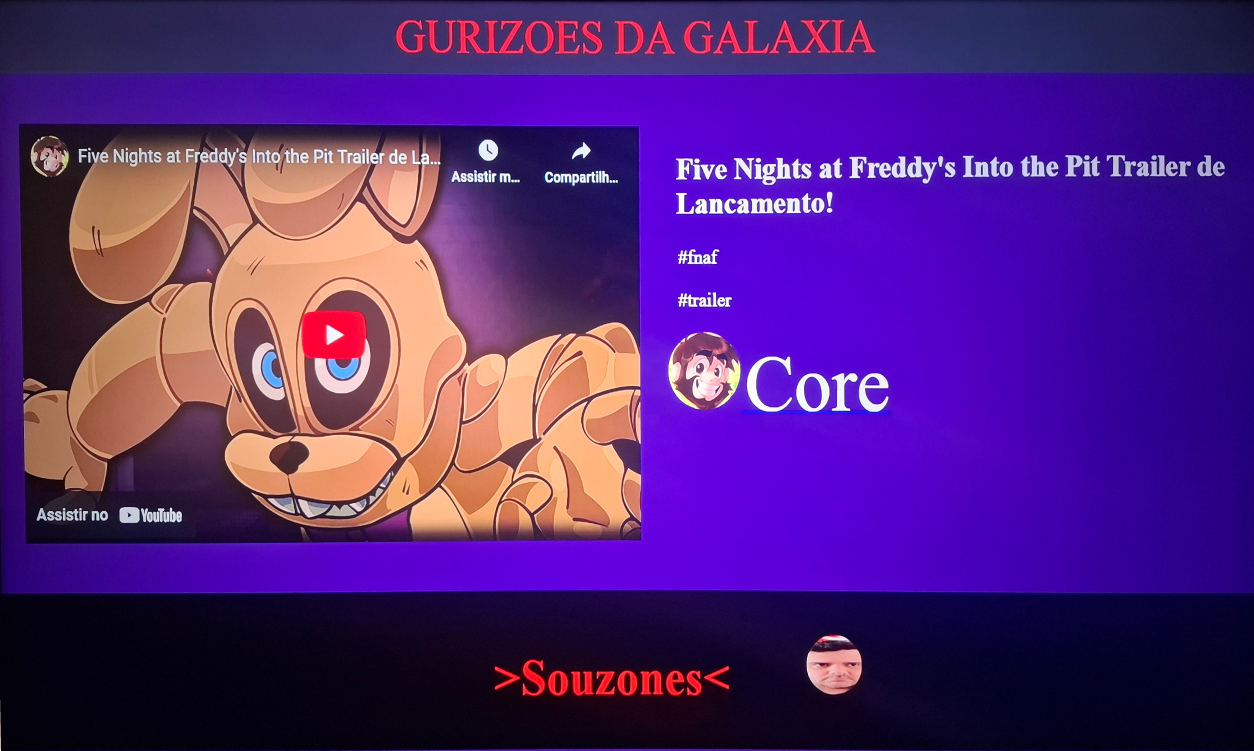 GURIZOES DA GALAXIA
Five Nights at Freddy's Into the Pit Trailer de La...
Assistir m...
Compartilh...
Assistir no YouTube
Five Nights at Freddy's Into the Pit Trailer de
Lancamento!
#fnaf
#trailer
Core
>Souzones<